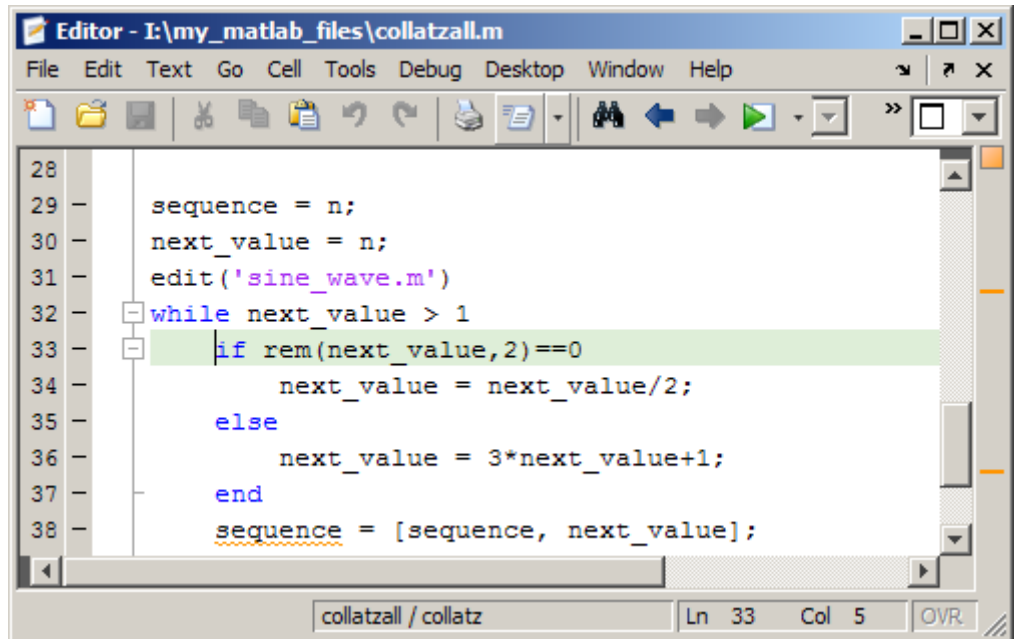 Editor - I:\my_matlab_files\collatzall.m
File Edit Text Go Cell Tools Debug Desktop Window Help
28
29 - sequence = n;
30 - next_value = n;
31 - edit('sine_wave.m')
32 - while next_value > 1
33 - if rem(next_value,2)==0
34 - next_value = next_value/2;
35 - else
36 - next_value = 3*next_value+1;
37 - end
38 - sequence = [sequence, next_value];
collatzall / collatz Ln 33 Col 5 OVR